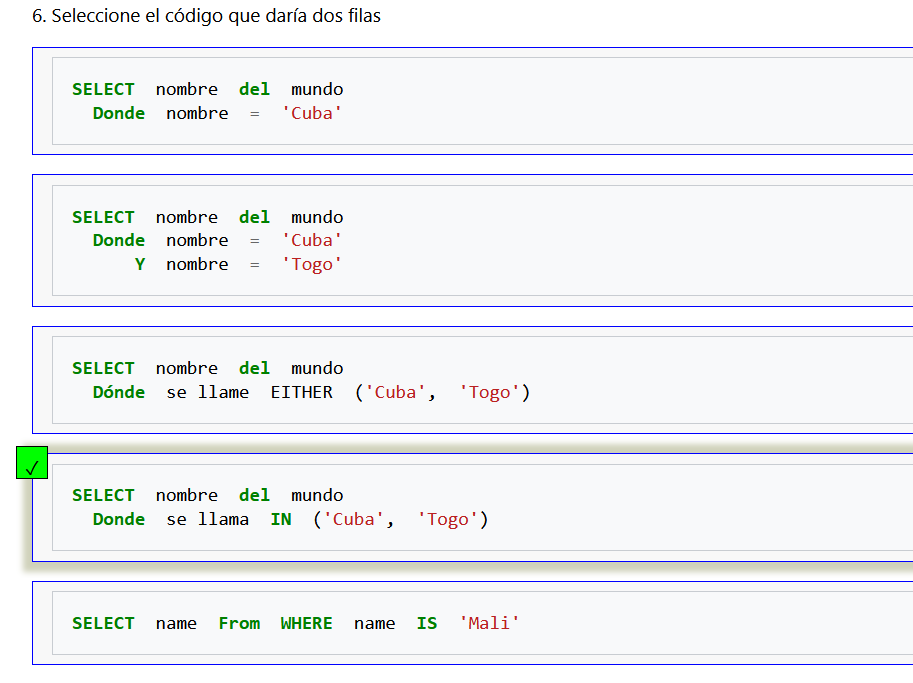 6. Seleccione el código que daría dos filas
SELECT nombre del mundo
Donde nombre = 'Cuba'
SELECT nombre del mundo
Donde nombre = 'Cuba'
Y nombre = 'Togo'
SELECT nombre del mundo
Dónde se llame EITHER ('Cuba', 'Togo')
✓
SELECT nombre del mundo
Donde se llama IN ('Cuba', 'Togo')
SELECT name From WHERE name IS 'Mali'